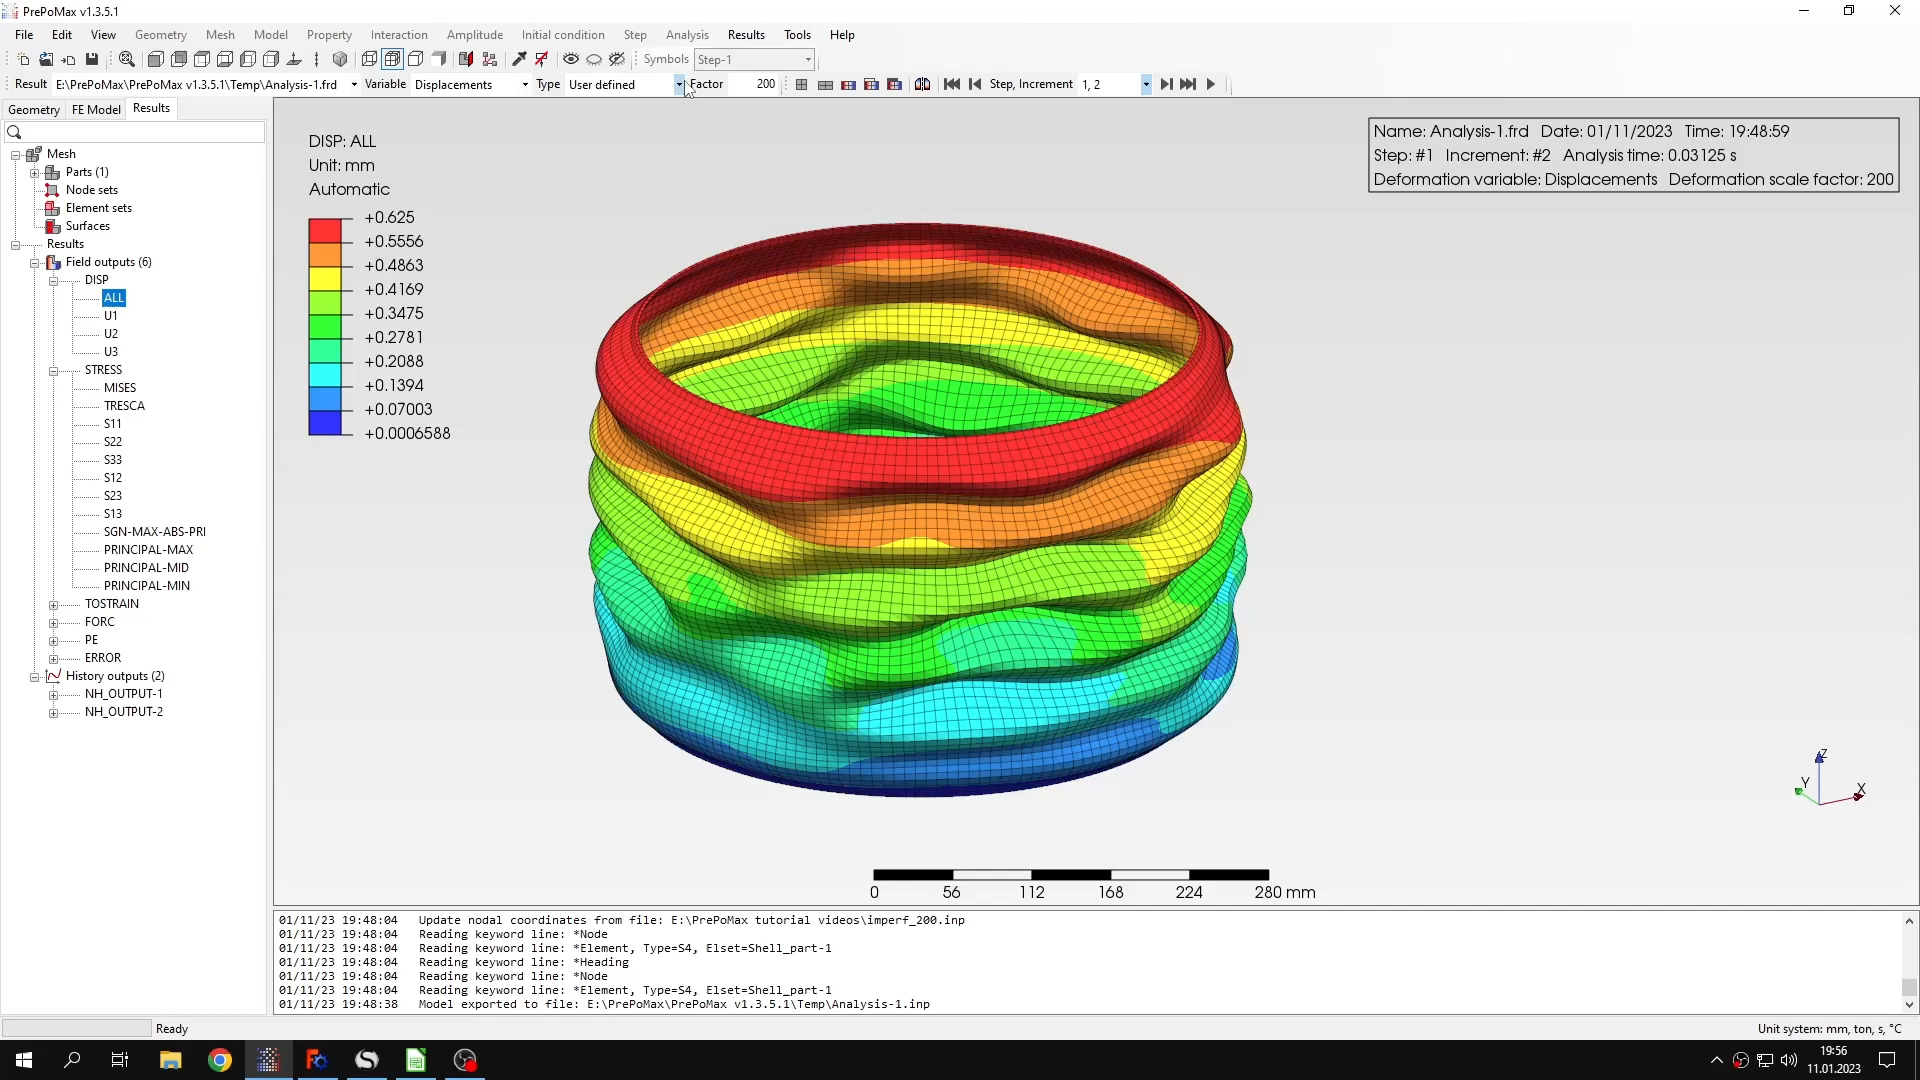 PrePoMax v1.3.5.1
File Edit View Geometry Mesh Model Property Interaction Amplitude Initial condition Step Analysis Results Tools Help
Symbols Step-1
Result E:\PrePoMax\PrePoMax v1.3.5.1\Temp\Analysis-1.frd Variable Displacements Type User defined Factor 200 Step, Increment 1, 2
Geometry FE Model Results
Mesh
Parts (1)
Node sets
Element sets
Surfaces
Results
Field outputs (6)
DISP
ALL
U1
U2
U3
STRESS
MISES
TRESCA
S11
S22
S33
S12
S23
S13
SGN-MAX-ABS-PRI
PRINCIPAL-MAX
PRINCIPAL-MID
PRINCIPAL-MIN
TOSTRAIN
FORC
PE
ERROR
History outputs (2)
NH_OUTPUT-1
NH_OUTPUT-2
DISP: ALL
Unit: mm
Automatic
+0.625
+0.5556
+0.4863
+0.4169
+0.3475
+0.2781
+0.2088
+0.1394
+0.07003
+0.0006588
Name: Analysis-1.frd Date: 01/11/2023 Time: 19:48:59
Step: #1 Increment: #2 Analysis time: 0.03125 s
Deformation variable: Displacements Deformation scale factor: 200
Z
Y
X
0 56 112 168 224 280 mm
01/11/23 19:48:04 Update nodal coordinates from file: E:\PrePoMax tutorial videos\imperf_200.inp
01/11/23 19:48:04 Reading keyword line: *Node
01/11/23 19:48:04 Reading keyword line: *Element, Type=S4, Elset=Shell_part-1
01/11/23 19:48:04 Reading keyword line: *Heading
01/11/23 19:48:04 Reading keyword line: *Node
01/11/23 19:48:04 Reading keyword line: *Element, Type=S4, Elset=Shell_part-1
01/11/23 19:48:38 Model exported to file: E:\PrePoMax\PrePoMax v1.3.5.1\Temp\Analysis-1.inp
Ready
Unit system: mm, ton, s, °C
19:56
11.01.2023